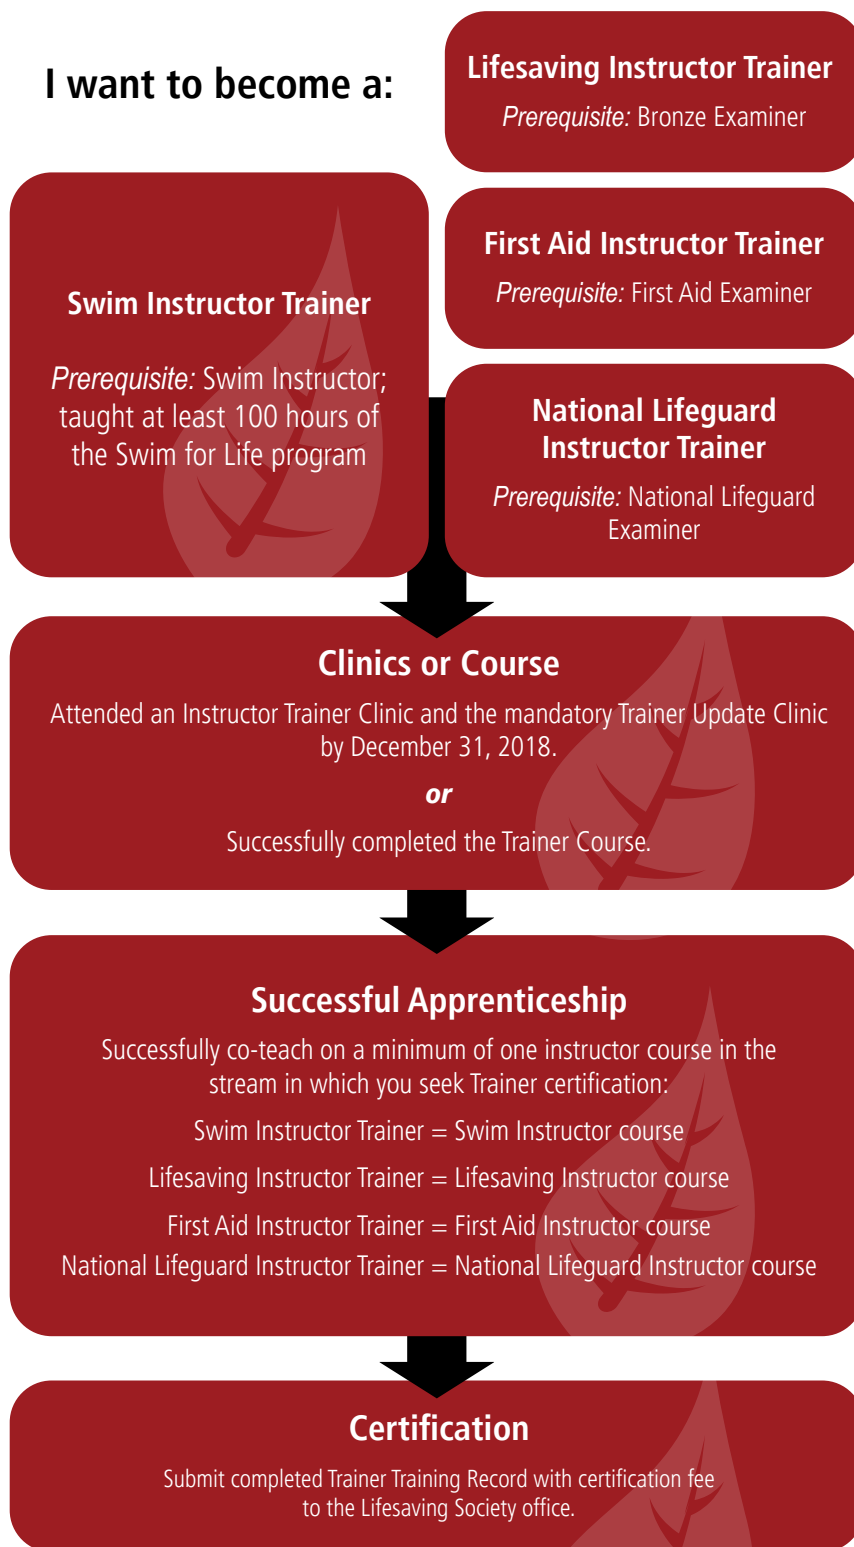 I want to become a:
Lifesaving Instructor Trainer
Prerequisite: Bronze Examiner
First Aid Instructor Trainer
Prerequisite: First Aid Examiner
Swim Instructor Trainer
Prerequisite: Swim Instructor;
taught at least 100 hours of
the Swim for Life program
National Lifeguard
Instructor Trainer
Prerequisite: National Lifeguard
Examiner
Clinics or Course
Attended an Instructor Trainer Clinic and the mandatory Trainer Update Clinic
by December 31, 2018.
or
Successfully completed the Trainer Course.
Successful Apprenticeship
Successfully co-teach on a minimum of one instructor course in the
stream in which you seek Trainer certification:
Swim Instructor Trainer = Swim Instructor course
Lifesaving Instructor Trainer = Lifesaving Instructor course
First Aid Instructor Trainer = First Aid Instructor course
National Lifeguard Instructor Trainer = National Lifeguard Instructor course
Certification
Submit completed Trainer Training Record with certification fee
to the Lifesaving Society office.